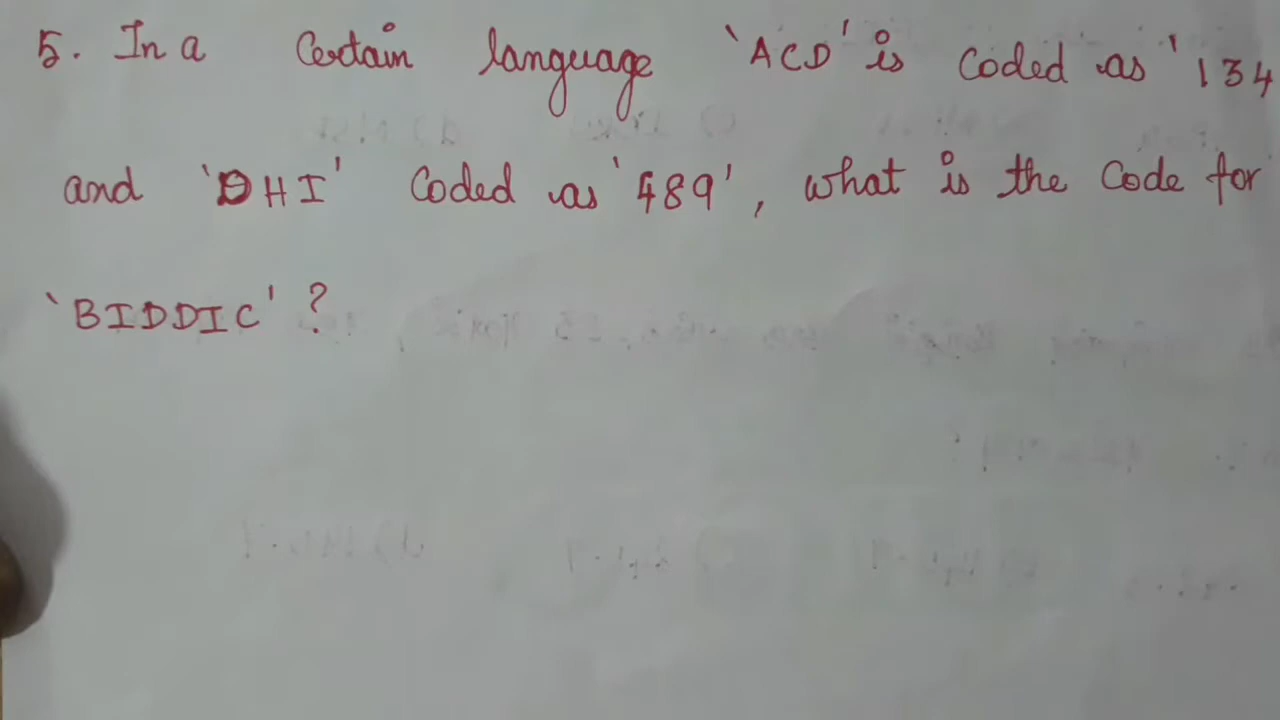 5. In a Certain language 'ACD' is Coded as '134
and 'DHI' Coded as '489', what is the Code for
'BIDDIC' ?